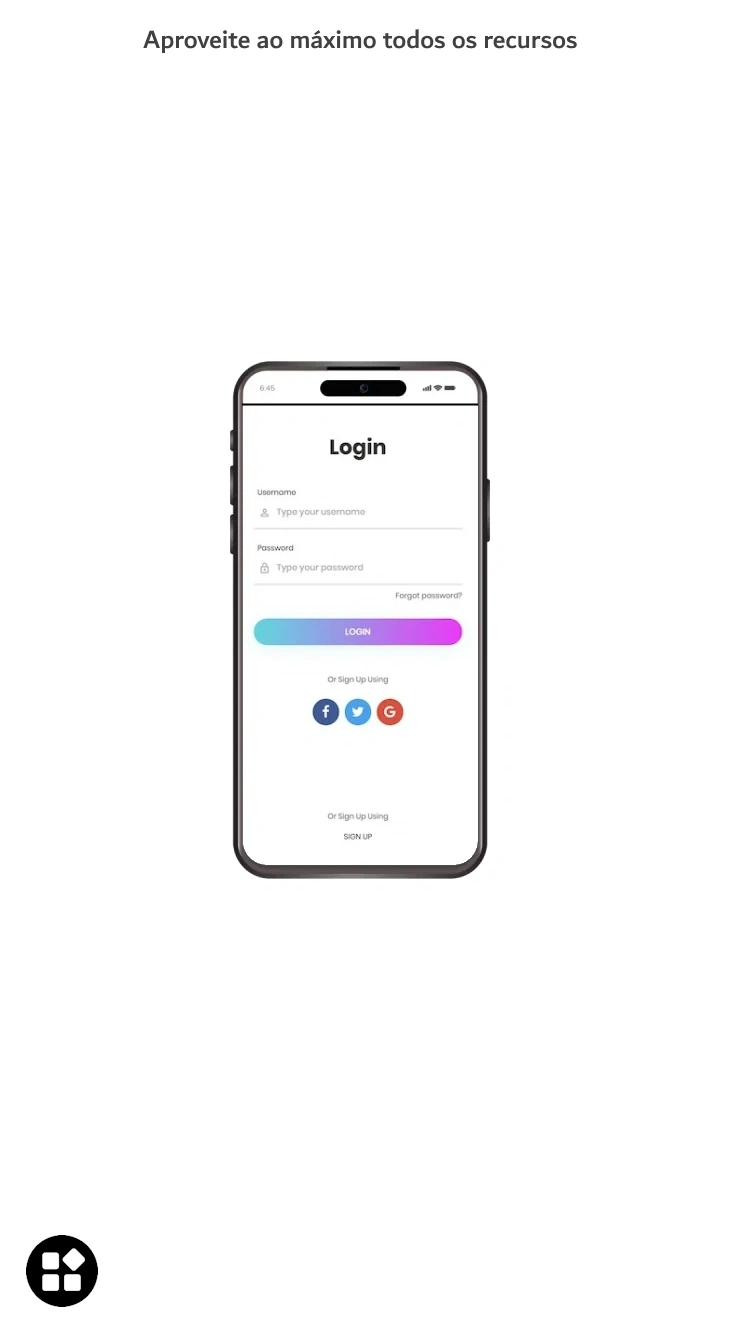 Aproveite ao máximo todos os recursos
6:45
Login
Username
Type your username
Password
Type your password
Forgot password?
LOGIN
Or Sign Up Using
Or Sign Up Using
SIGN UP